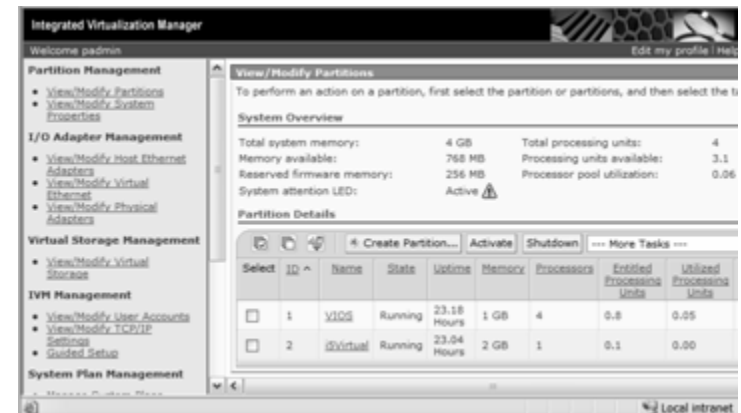 Integrated Virtualization Manager
Welcome padmin
Edit my profile | Help
Partition Management
View/Modify Partitions
View/Modify System
Properties
I/O Adapter Management
View/Modify Host Ethernet
Adapters
View/Modify Virtual
Ethernet
View/Modify Physical
Adapters
Virtual Storage Management
View/Modify Virtual
Storage
IVM Management
View/Modify User Accounts
View/Modify TCP/IP
Settings
Guided Setup
System Plan Management
View/Modify Partitions
To perform an action on a partition, first select the partition or partitions, and then select the ta
System Overview
Total system memory: 4 GB Total processing units: 4
Memory available: 768 MB Processing units available: 3.1
Reserved firmware memory: 256 MB Processor pool utilization: 0.06
System attention LED: Active
Partition Details
Create Partition... Activate Shutdown --- More Tasks ---
Select ID Name State Uptime Memory Processors Entitled Processing Units Utilized Processing Units
1 VIOS Running 23.18 Hours 1 GB 4 0.8 0.05
2 i5Virtual Running 23.04 Hours 2 GB 1 0.1 0.00
Local intranet